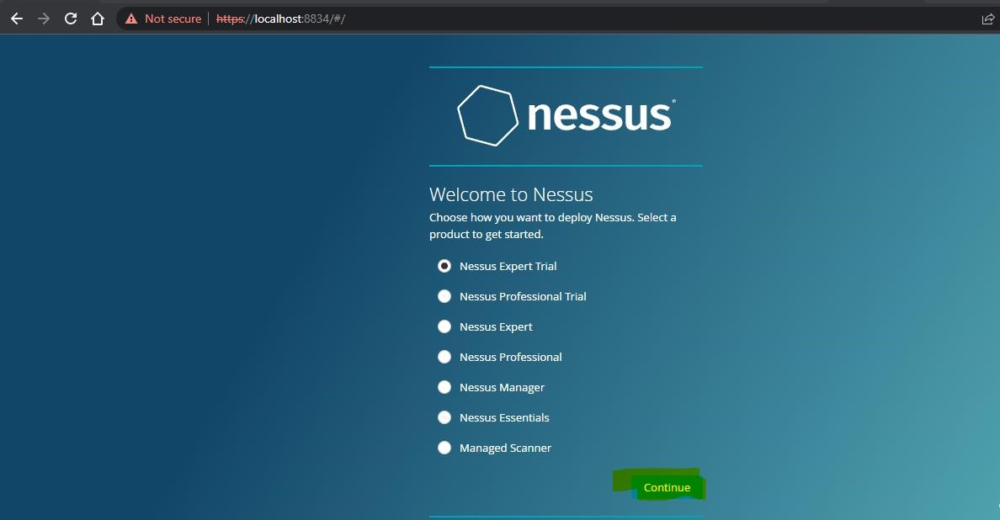 Not secure https://localhost:8834/#/
nessus®
Welcome to Nessus
Choose how you want to deploy Nessus. Select a
product to get started.
Nessus Expert Trial
Nessus Professional Trial
Nessus Expert
Nessus Professional
Nessus Manager
Nessus Essentials
Managed Scanner
Continue